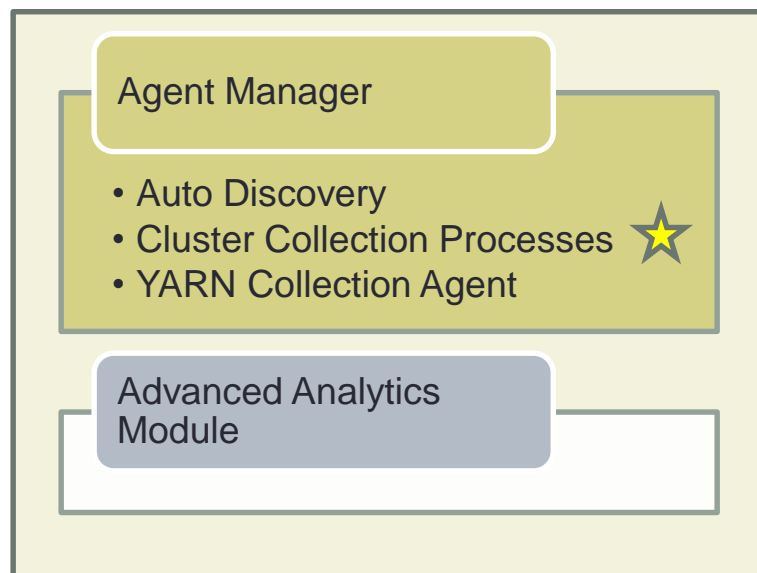 Agent Manager
• Auto Discovery
• Cluster Collection Processes
• YARN Collection Agent
Advanced Analytics
Module